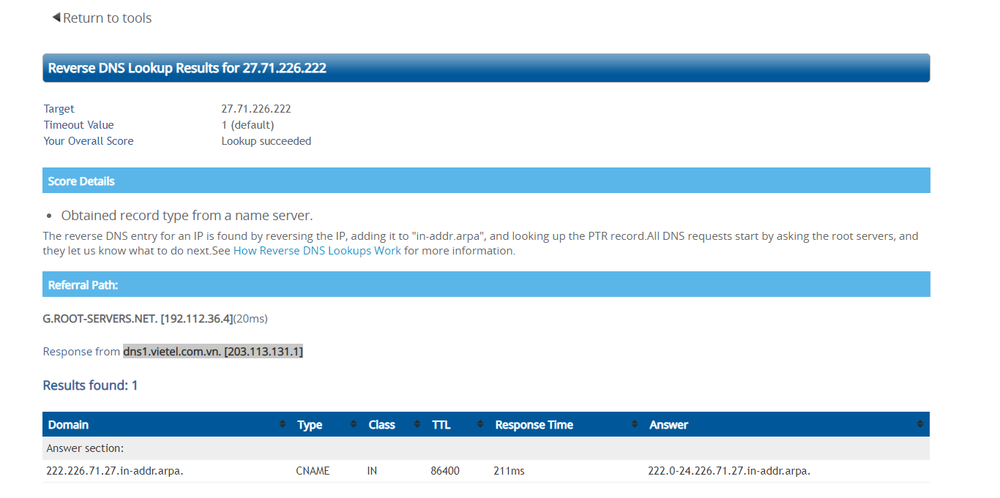 Return to tools
Reverse DNS Lookup Results for 27.71.226.222
Target 27.71.226.222
Timeout Value 1 (default)
Your Overall Score Lookup succeeded
Score Details
• Obtained record type from a name server.
The reverse DNS entry for an IP is found by reversing the IP, adding it to "in-addr.arpa", and looking up the PTR record.All DNS requests start by asking the root servers, and
they let us know what to do next.See How Reverse DNS Lookups Work for more information.
Referral Path:
G.ROOT-SERVERS.NET. [192.112.36.4](20ms)
Response from dns1.vietel.com.vn. [203.113.131.1]
Results found: 1
Domain Type Class TTL Response Time Answer
Answer section:
222.226.71.27.in-addr.arpa. CNAME IN 86400 211ms 222.0-24.226.71.27.in-addr.arpa.